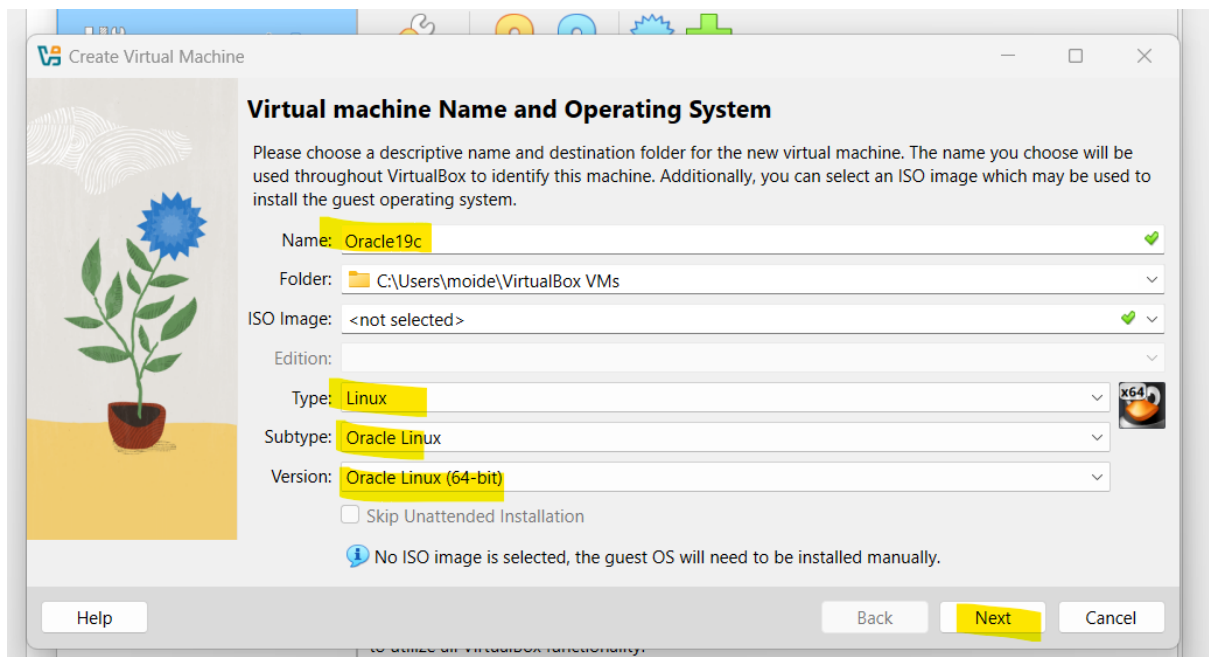 Create Virtual Machine
Virtual machine Name and Operating System
Please choose a descriptive name and destination folder for the new virtual machine. The name you choose will be
used throughout VirtualBox to identify this machine. Additionally, you can select an ISO image which may be used to
install the guest operating system.
Name: Oracle19c
Folder: C:\Users\moide\VirtualBox VMs
ISO Image: <not selected>
Edition:
Type: Linux
x64
Subtype: Oracle Linux
Version: Oracle Linux (64-bit)
Skip Unattended Installation
No ISO image is selected, the guest OS will need to be installed manually.
Help Back Next Cancel
to utilize all VirtualBox functionality.